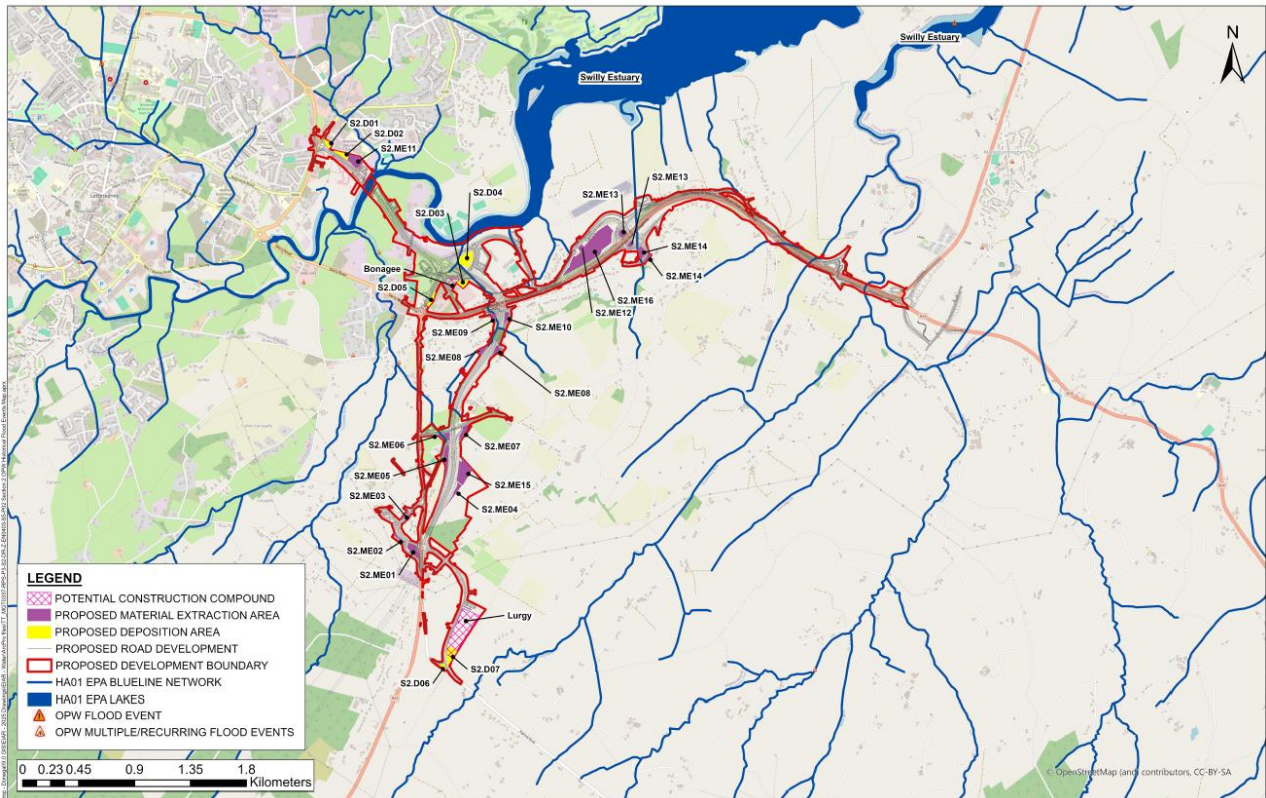 Swilly Estuary
Swilly Estuary
N
S2.D01
S2.D02
S2.ME11
S2.ME13
S2.ME13
S2.D04
S2.D03
S2.ME14
S2.ME14
Bonagee
S2.D05
S2.ME16
S2.ME12
S2.ME09
S2.ME10
S2.ME08
S2.ME08
S2.ME06
S2.ME07
S2.ME05
S2.ME15
S2.ME03
S2.ME04
S2.ME02
S2.ME01
Lurgy
S2.D07
S2.D06
LEGEND
POTENTIAL CONSTRUCTION COMPOUND
PROPOSED MATERIAL EXTRACTION AREA
PROPOSED DEPOSITION AREA
PROPOSED ROAD DEVELOPMENT
PROPOSED DEVELOPMENT BOUNDARY
HA01 EPA BLUELINE NETWORK
HA01 EPA LAKES
OPW FLOOD EVENT
OPW MULTIPLE/RECURRING FLOOD EVENTS
0 0.23 0.45 0.9 1.35 1.8
Kilometers
© OpenStreetMap (and) contributors, CC-BY-SA